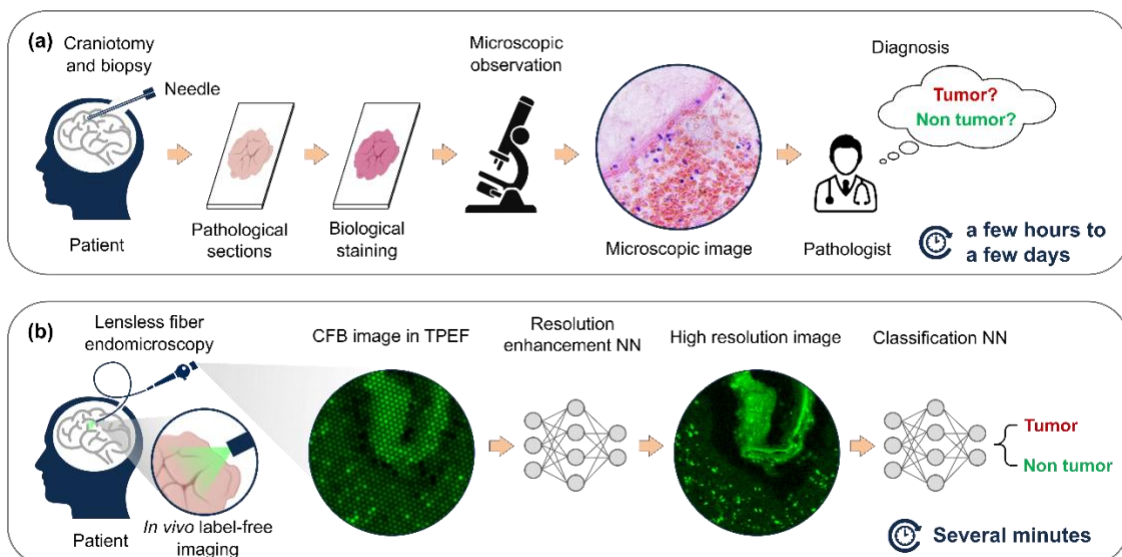 (a)
Craniotomy
and biopsy
Needle
Patient
Pathological
sections
Biological
staining
Microscopic
observation
Microscopic image
Diagnosis
Tumor?
Non tumor?
Pathologist
a few hours to
a few days
(b)
Lensless fiber
endomicroscopy
Patient
In vivo label-free
imaging
CFB image in TPEF
Resolution
enhancement NN
High resolution image
Classification NN
Tumor
Non tumor
Several minutes